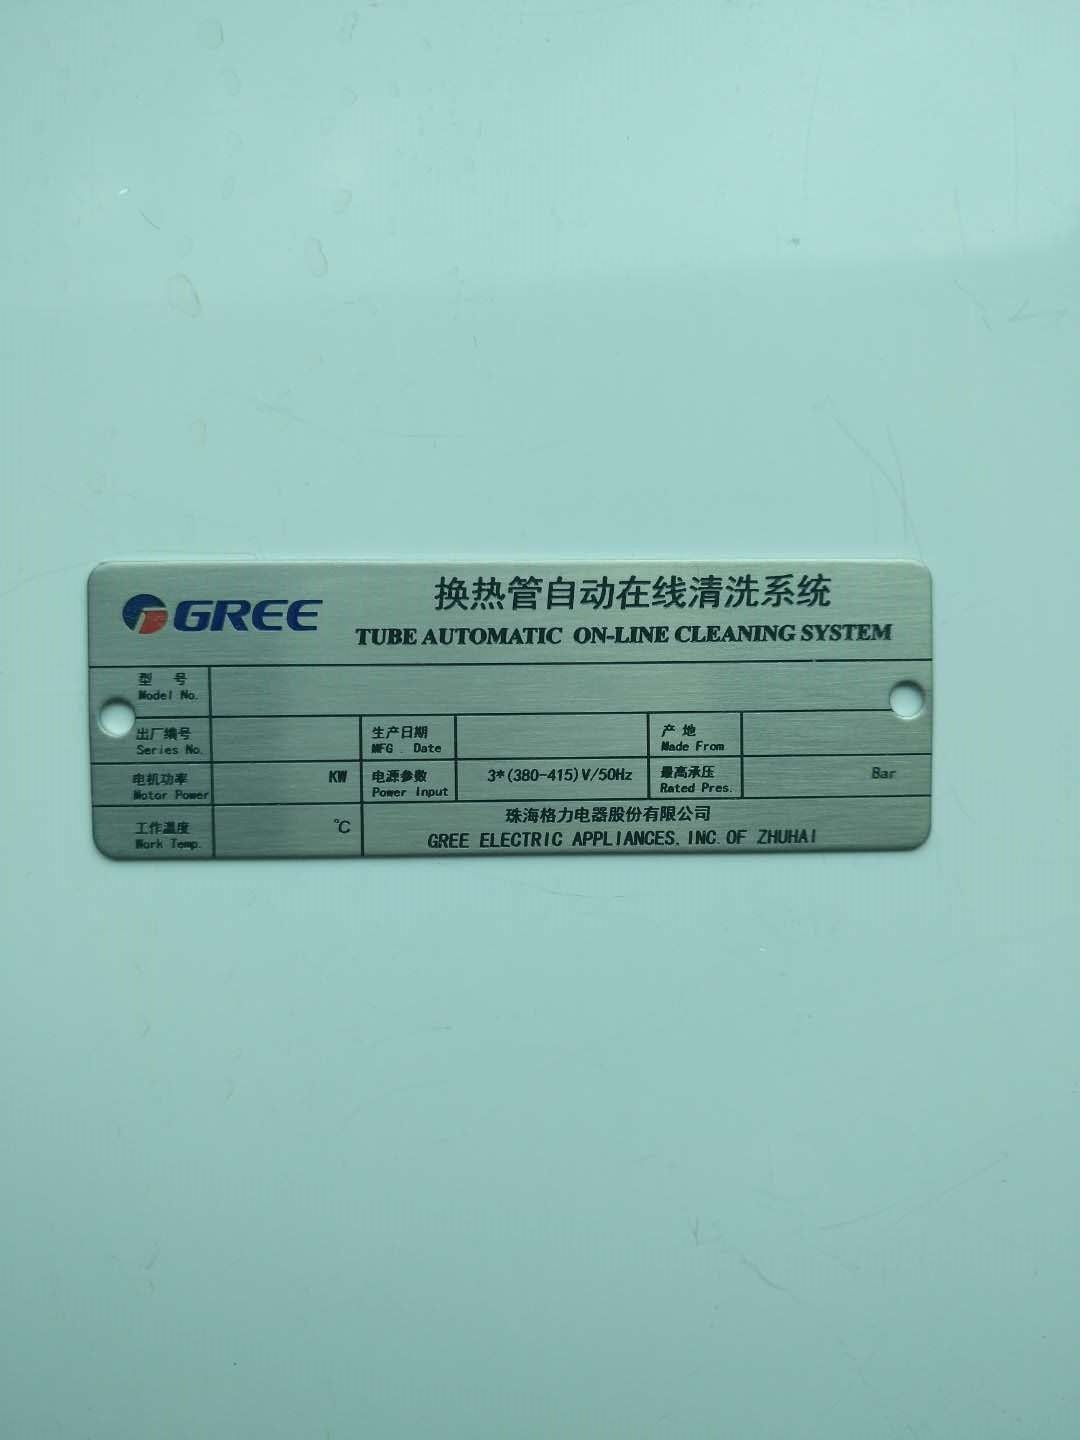 GREE
换热管自动在线清洗系统
TUBE AUTOMATIC ON-LINE CLEANING SYSTEM
型 号
Model No.
出厂编号
Series No.
生产日期
MFG . Date
产 地
Made From
电机功率
Motor Power
KW
电源参数
Power Input
3*(380-415)V/50Hz
最高承压
Rated Pres.
Bar
工作温度
Work Temp.
℃
珠海格力电器股份有限公司
GREE ELECTRIC APPLIANCES, INC. OF ZHUHAI